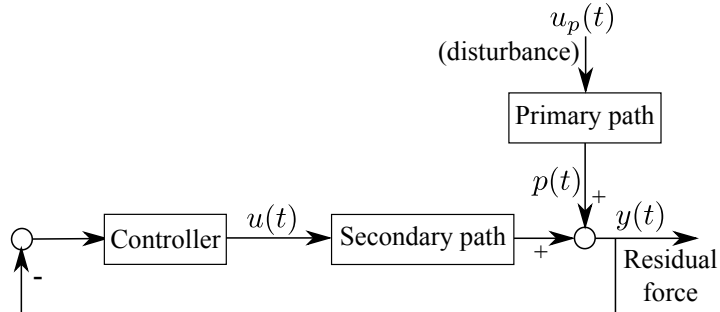 u_p(t)
(disturbance)
Primary path
p(t)
+
Controller
u(t)
Secondary path
+
y(t)
Residual
force
-